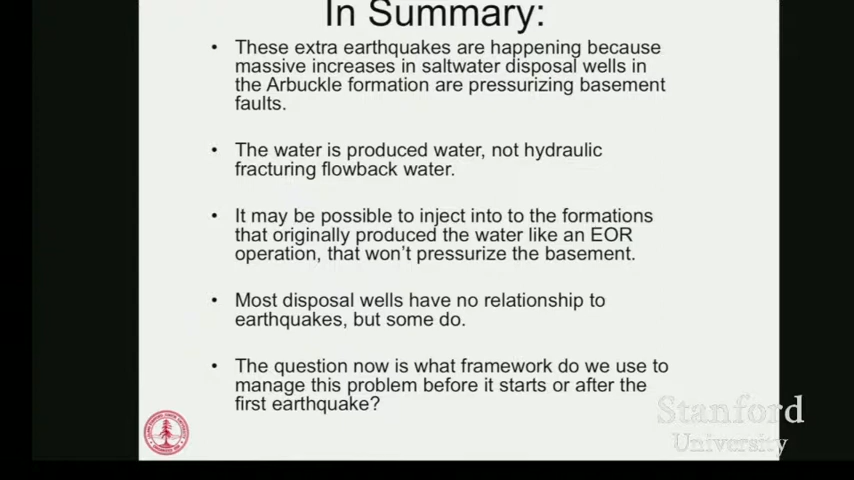 In Summary:
• These extra earthquakes are happening because
massive increases in saltwater disposal wells in
the Arbuckle formation are pressurizing basement
faults.
• The water is produced water, not hydraulic
fracturing flowback water.
• It may be possible to inject into to the formations
that originally produced the water like an EOR
operation, that won't pressurize the basement.
• Most disposal wells have no relationship to
earthquakes, but some do.
• The question now is what framework do we use to
manage this problem before it starts or after the
first earthquake?
Stanford
University